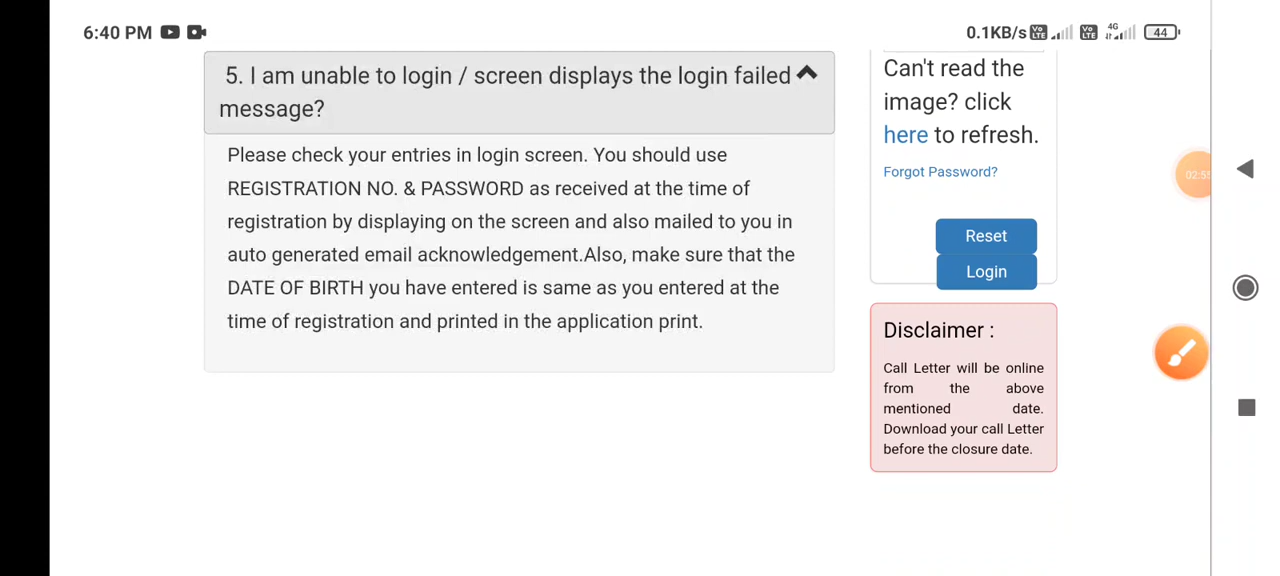 6:40 PM
0.1KB/s Vo LTE Vo LTE 4G 44
5. I am unable to login / screen displays the login failed
message?
Please check your entries in login screen. You should use
REGISTRATION NO. & PASSWORD as received at the time of
registration by displaying on the screen and also mailed to you in
auto generated email acknowledgement.Also, make sure that the
DATE OF BIRTH you have entered is same as you entered at the
time of registration and printed in the application print.
Can't read the
image? click
here to refresh.
Forgot Password?
Reset
Login
Disclaimer :
Call Letter will be online
from the above
mentioned date.
Download your call Letter
before the closure date.